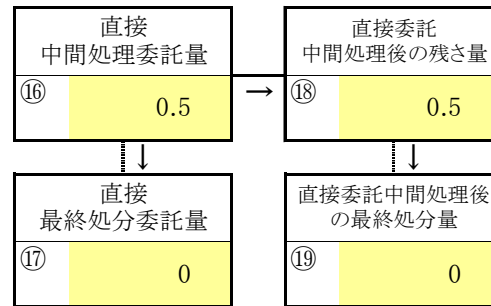 直接
中間処理委託量
⑯
0.5
→
直接委託
中間処理後の残さ量
⑱
0.5
↓
直接
最終処分委託量
⑰
0
↓
直接委託中間処理後
の最終処分量
⑲
0